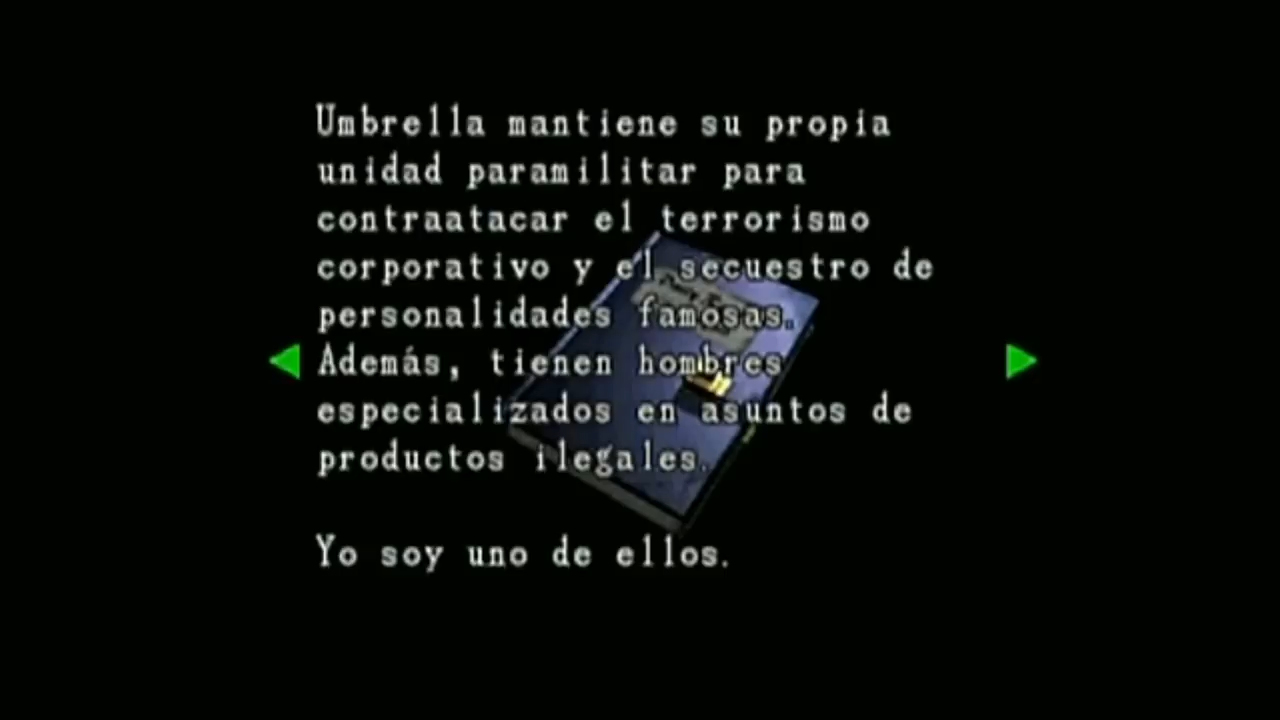 Umbrella mantiene su propia
unidad paramilitar para
contraatacar el terrorismo
corporativo y el secuestro de
personalidades famosas.
Además, tienen hombres
especializados en asuntos de
productos ilegales.
Yo soy uno de ellos.